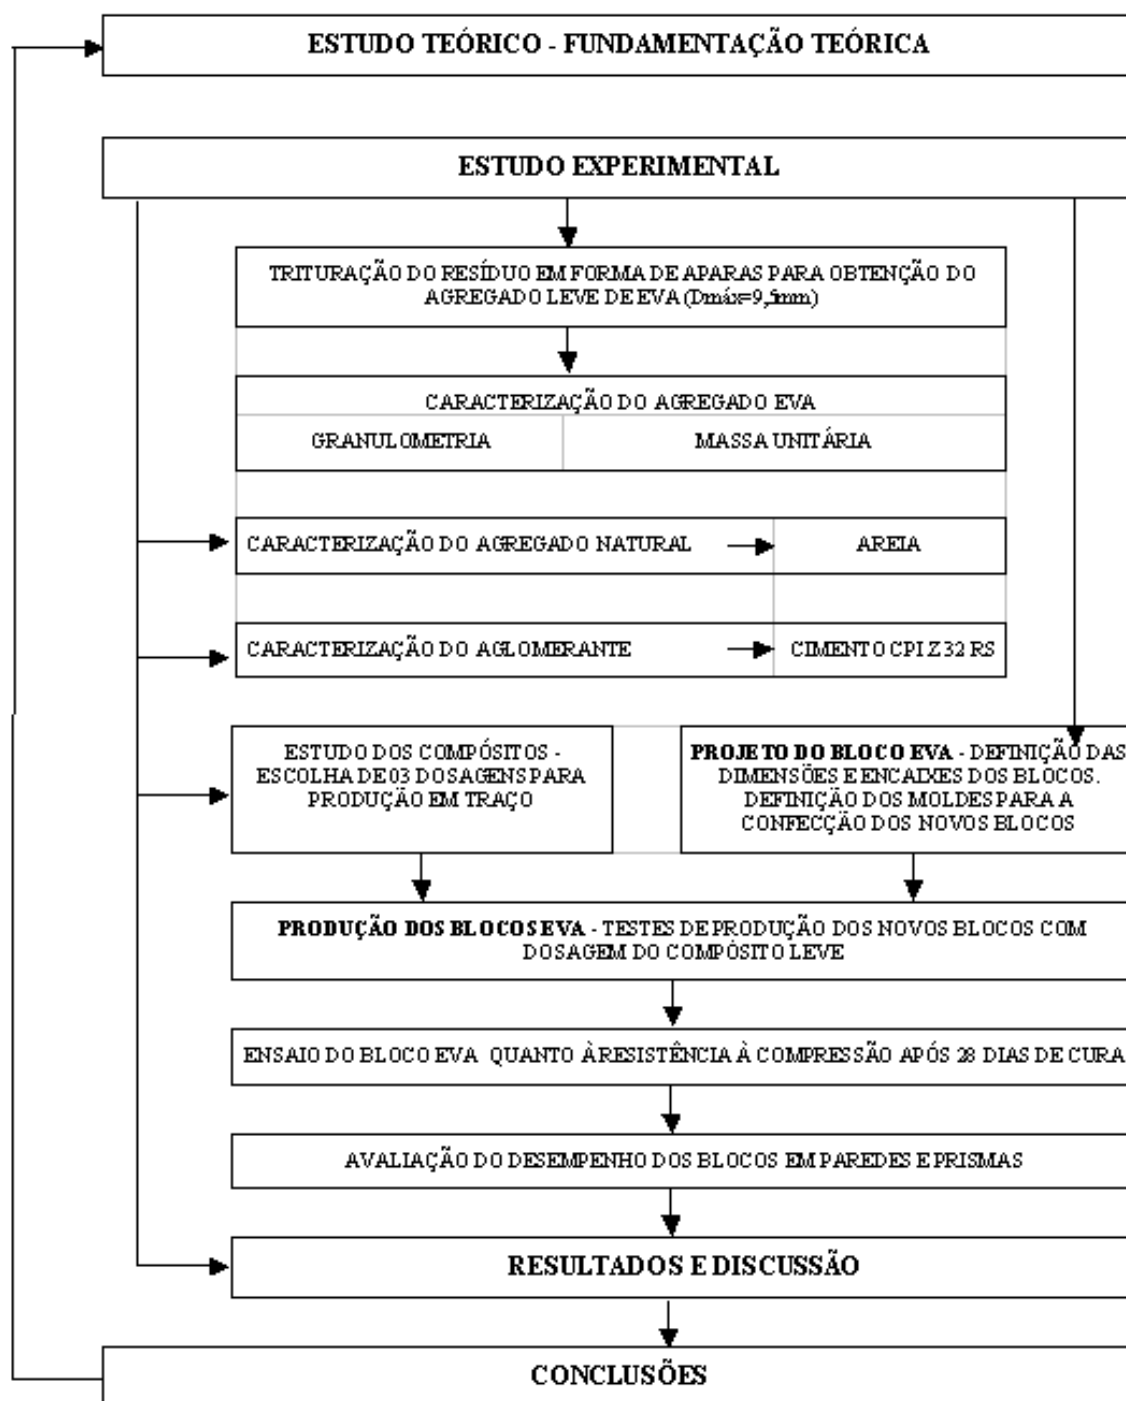 ESTUDO TEÓRICO - FUNDAMENTAÇÃO TEÓRICA
ESTUDO EXPERIMENTAL
TRITURAÇÃO DO RESÍDUO EM FORMA DE APARAS PARA OBTENÇÃO DO
AGREGADO LEVE DE EVA (Dmáx=9,5mm)
CARACTERIZAÇÃO DO AGREGADO EVA
GRANULOMETRIA
MASSA UNITÁRIA
CARACTERIZAÇÃO DO AGREGADO NATURAL
AREIA
CARACTERIZAÇÃO DO AGLOMERANTE
CIMENTO CPI Z 32 RS
ESTUDO DOS COMPÓSITOS -
ESCOLHA DE 03 DOSAGENS PARA
PRODUÇÃO EM TRAÇO
PROJETO DO BLOCO EVA - DEFINIÇÃO DAS
DIMENSÕES E ENCAIXES DOS BLOCOS.
DEFINIÇÃO DOS MOLDES PARA A
CONFECÇÃO DOS NOVOS BLOCOS
PRODUÇÃO DOS BLOCOS EVA - TESTES DE PRODUÇÃO DOS NOVOS BLOCOS COM
DOSAGEM DO COMPÓSITO LEVE
ENSAIO DO BLOCO EVA QUANTO À RESISTÊNCIA À COMPRESSÃO APÓS 28 DIAS DE CURA
AVALIAÇÃO DO DESEMPENHO DOS BLOCOS EM PAREDES E PRISMAS
RESULTADOS E DISCUSSÃO
CONCLUSÕES